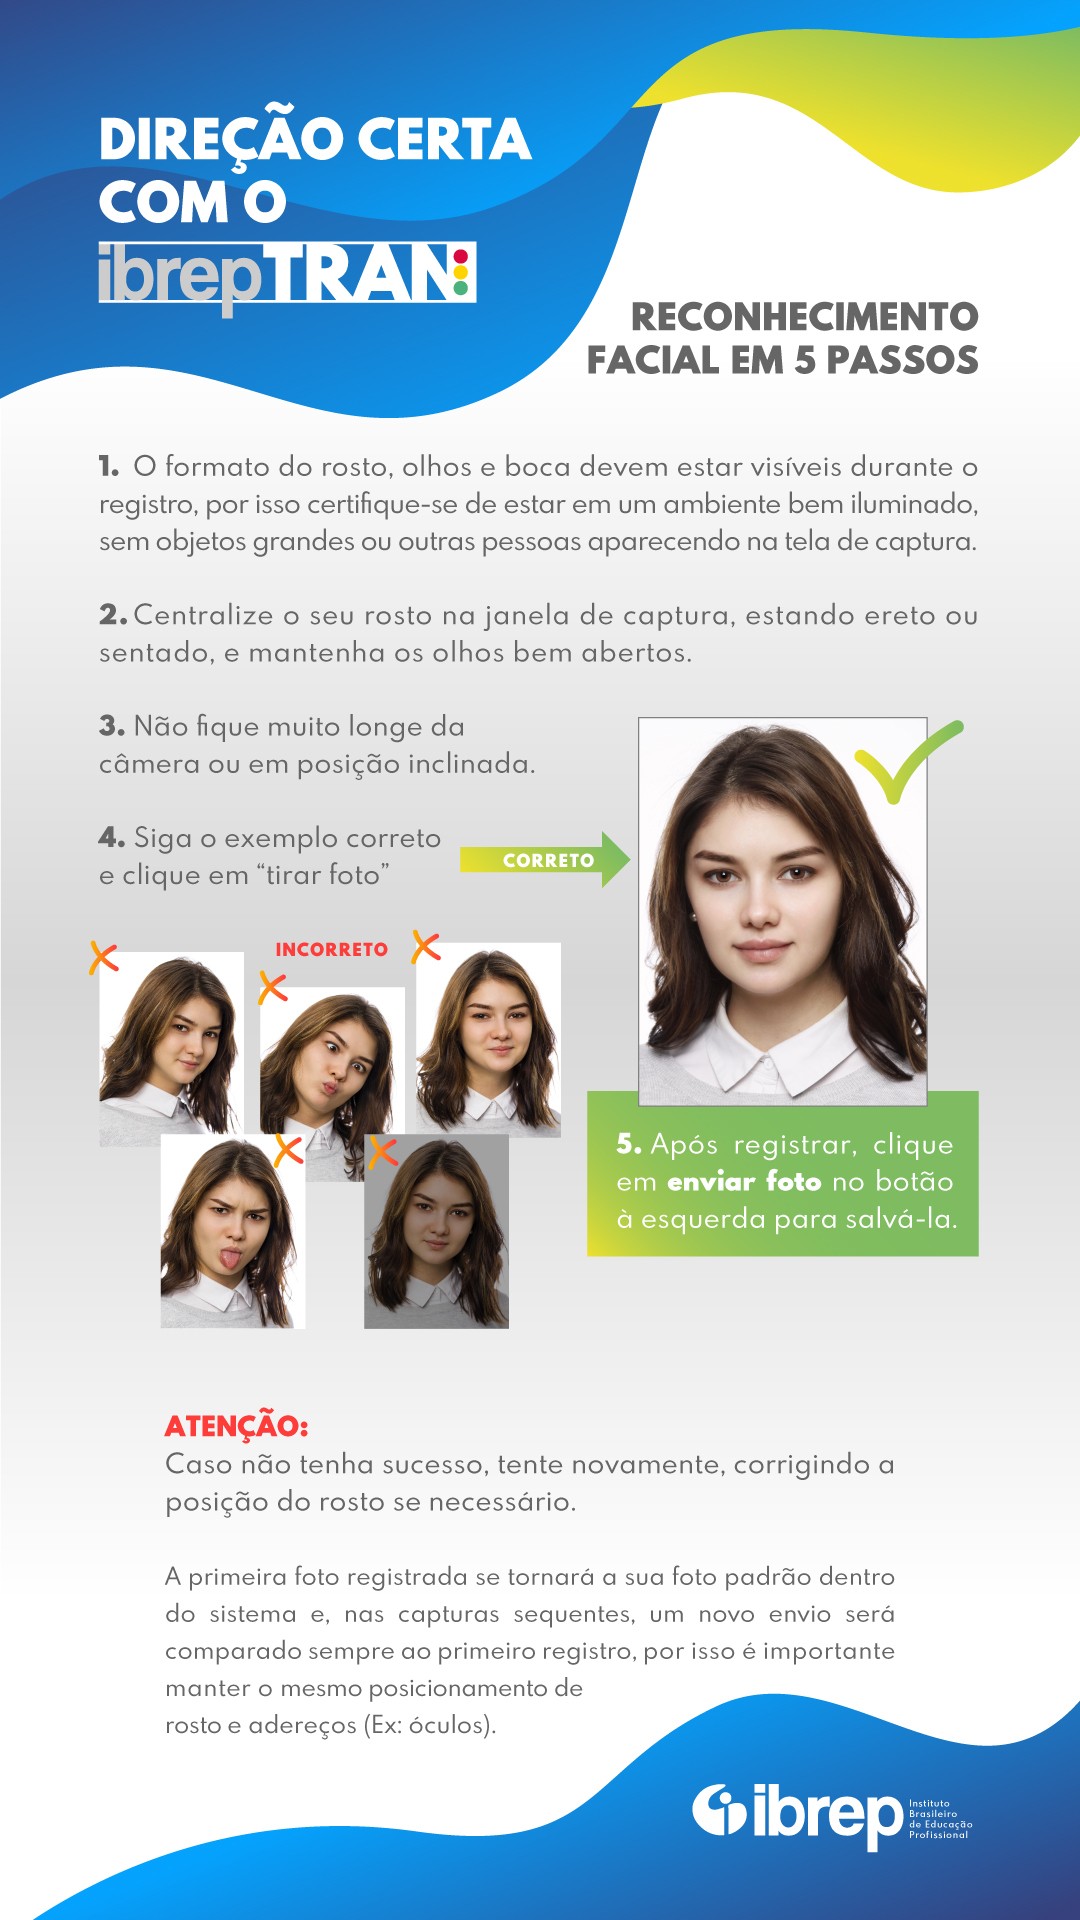 DIREÇÃO CERTA
COM O
ibrepTRAN
RECONHECIMENTO
FACIAL EM 5 PASSOS
1. O formato do rosto, olhos e boca devem estar visíveis durante o
registro, por isso certifique-se de estar em um ambiente bem iluminado,
sem objetos grandes ou outras pessoas aparecendo na tela de captura.
2. Centralize o seu rosto na janela de captura, estando ereto ou
sentado, e mantenha os olhos bem abertos.
3. Não fique muito longe da
câmera ou em posição inclinada.
4. Siga o exemplo correto
e clique em “tirar foto”
CORRETO
INCORRETO
5. Após registrar, clique
em enviar foto no botão
à esquerda para salvá-la.
ATENÇÃO:
Caso não tenha sucesso, tente novamente, corrigindo a
posição do rosto se necessário.
A primeira foto registrada se tornará a sua foto padrão dentro
do sistema e, nas capturas sequentes, um novo envio será
comparado sempre ao primeiro registro, por isso é importante
manter o mesmo posicionamento de
rosto e adereços (Ex: óculos).
ibrep
Instituto
Brasileiro
de Educação
Profissional